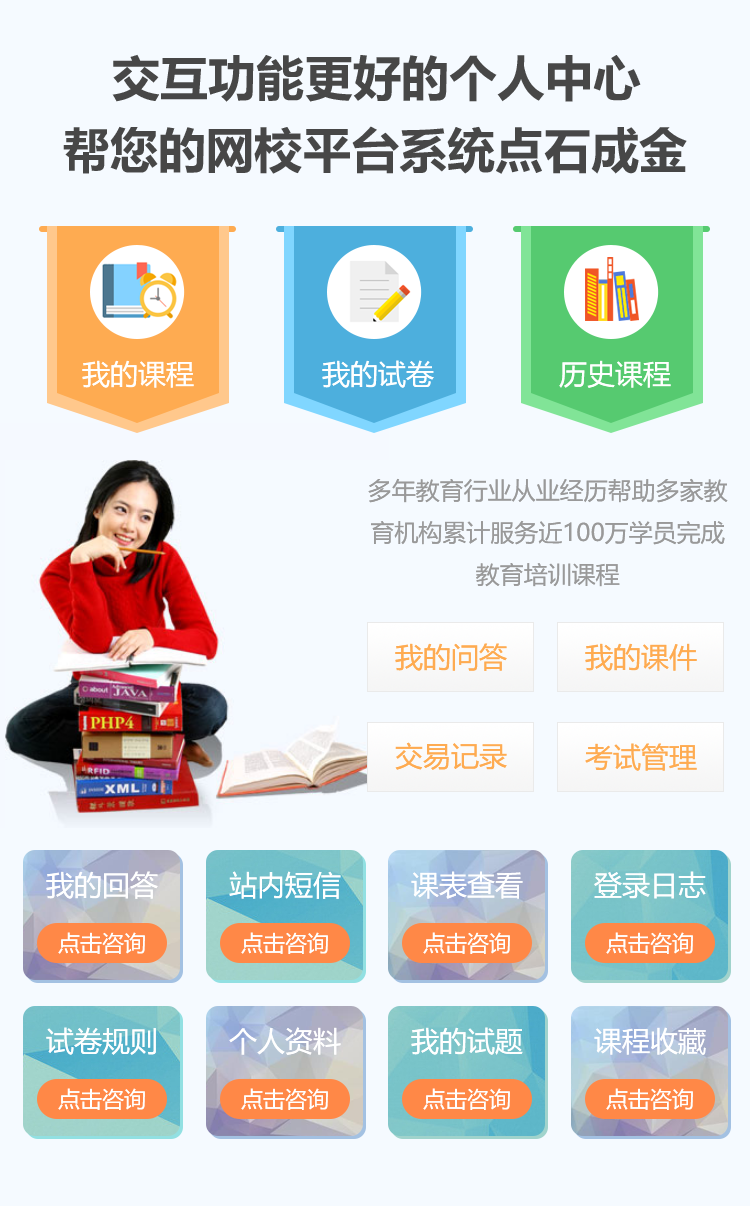 交互功能更好的个人中心
帮您的网校平台系统点石成金
我的课程
我的试卷
历史课程
多年教育行业从业经历帮助多家教
育机构累计服务近100万学员完成
教育培训课程
我的问答
我的课件
交易记录
考试管理
about
JAVA
PHP4
RFID
XML
我的回答
站内短信
课表查看
登录日志
点击咨询
点击咨询
点击咨询
点击咨询
试卷规则
个人资料
我的试题
课程收藏
点击咨询
点击咨询
点击咨询
点击咨询